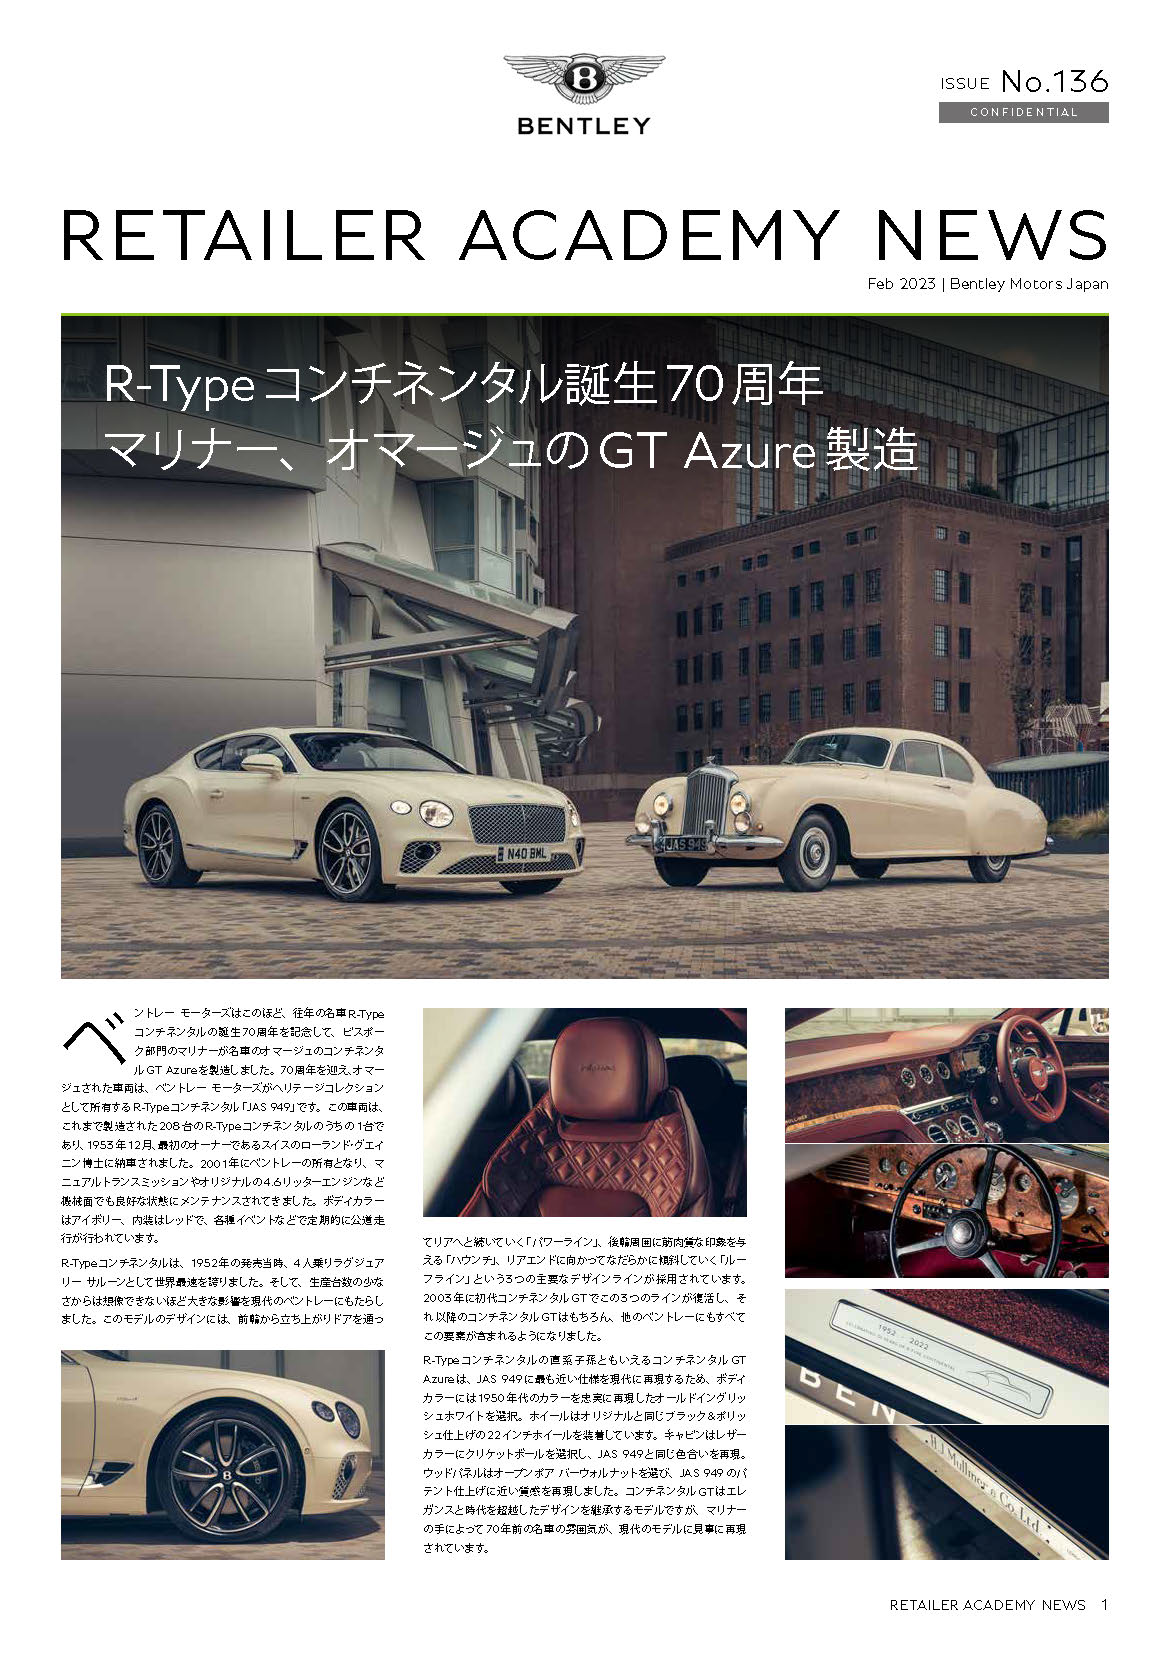 BENTLEY
ISSUE No.136
CONFIDENTIAL
RETAILER ACADEMY NEWS
Feb 2023 | Bentley Motors Japan
R-Typeコンチネンタル誕生70周年
マリナー、オマージュのGT Azure製造
N40 BML
JAS 949
ベントレー モーターズはこのほど、往年の名車R-Type
コンチネンタルの誕生70周年を記念して、ビスポー
ク部門のマリナーが名車のオマージュのコンチネンタ
ルGT Azureを製造しました。70周年を迎え、オマー
ジュされた車両は、ベントレー モーターズがヘリテージコレクション
として所有するR-Typeコンチネンタル「JAS 949」です。この車両は、
これまで製造された208台のR-Typeコンチネンタルのうちの1台で
あり、1953年12月、最初のオーナーであるスイスのローランド・グエィ
ニン博士に納車されました。2001年にベントレーの所有となり、マ
ニュアルトランスミッションやオリジナルの4.6リッターエンジンなど
機械面でも良好な状態にメンテナンスされてきました。ボディカラー
はアイボリー、内装はレッドで、各種イベントなどで定期的に公道走
行が行われています。
R-Typeコンチネンタルは、1952年の発売当時、4人乗りラグジュア
リー サルーンとして世界最速を誇りました。そして、生産台数の少な
さからは想像できないほど大きな影響を現代のベントレーにもたらし
ました。このモデルのデザインには、前輪から立ち上がりドアを通っ
てリアへと続いていく「パワーライン」、後輪周囲に筋肉質な印象を与
える「ハウンチ」、リアエンドに向かってなだらかに傾斜していく「ルー
フライン」という3つの主要なデザインラインが採用されています。
2003年に初代コンチネンタルGTでこの3つのラインが復活し、そ
れ以降のコンチネンタルGTはもちろん、他のベントレーにもすべて
この要素が含まれるようになりました。
R-Typeコンチネンタルの直系子孫ともいえるコンチネンタルGT
Azureは、JAS 949に最も近い仕様を現代に再現するため、ボディ
カラーには1950年代のカラーを忠実に再現したオールドイングリッ
シュホワイトを選択。ホイールはオリジナルと同じブラック&ポリッ
シュ仕上げの22インチホイールを装着しています。キャビンはレザー
カラーにクリケットボールを選択し、JAS 949と同じ色合いを再現。
ウッドパネルはオープンポア バーウォルナットを選び、JAS 949のパ
テント仕上げに近い質感を再現しました。コンチネンタルGTはエレ
ガンスと時代を超越したデザインを継承するモデルですが、マリナー
の手によって70年前の名車の雰囲気が、現代のモデルに見事に再現
されています。
MULLINER
1952 - 2022
CELEBRATING 70 YEARS OF R-TYPE CONTINENTAL
BEN
H.J. Mulliner & Co. Ltd.
RETAILER ACADEMY NEWS 1